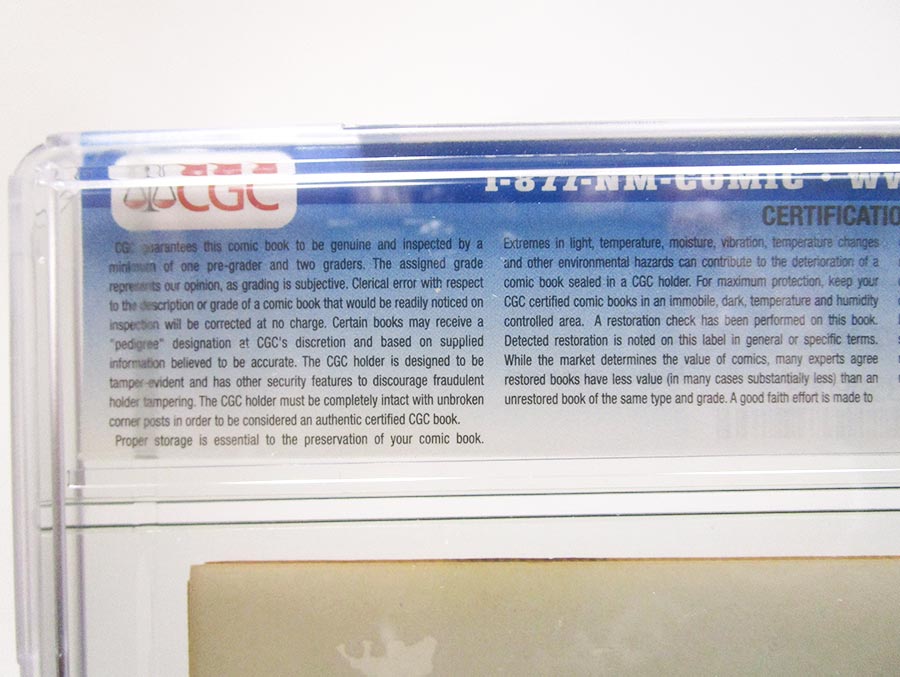 CGC
1-877-NM-COMIC • WW
CERTIFICATIO
CGC guarantees this comic book to be genuine and inspected by a
minimum of one pre-grader and two graders. The assigned grade
represents our opinion, as grading is subjective. Clerical error with respect
to the description or grade of a comic book that would be readily noticed on
inspection will be corrected at no charge. Certain books may receive a
"pedigree" designation at CGC's discretion and based on supplied
information believed to be accurate. The CGC holder is designed to be
tamper-evident and has other security features to discourage fraudulent
holder tampering. The CGC holder must be completely intact with unbroken
corner posts in order to be considered an authentic certified CGC book.
Proper storage is essential to the preservation of your comic book.
Extremes in light, temperature, moisture, vibration, temperature changes
and other environmental hazards can contribute to the deterioration of a
comic book sealed in a CGC holder. For maximum protection, keep your
CGC certified comic books in an immobile, dark, temperature and humidity
controlled area. A restoration check has been performed on this book.
Detected restoration is noted on this label in general or specific terms.
While the market determines the value of comics, many experts agree
restored books have less value (in many cases substantially less) than an
unrestored book of the same type and grade. A good faith effort is made to